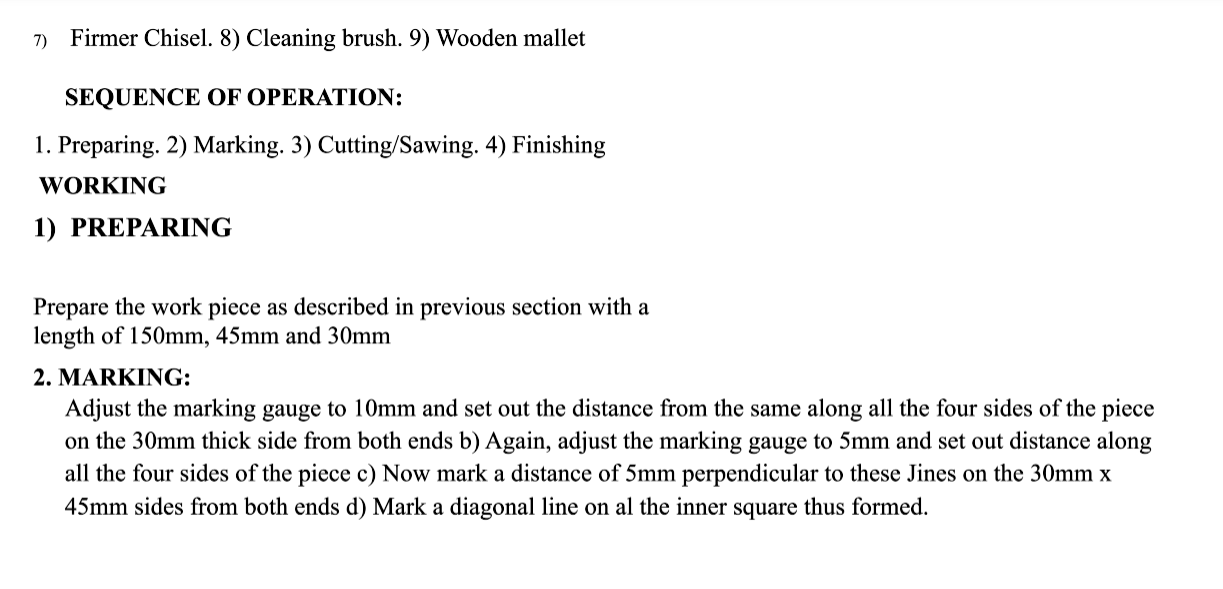 7) Firmer Chisel. 8) Cleaning brush. 9) Wooden mallet
SEQUENCE OF OPERATION:
1. Preparing. 2) Marking. 3) Cutting/Sawing. 4) Finishing
WORKING
1) PREPARING
Prepare the work piece as described in previous section with a
length of 150mm, 45mm and 30mm
2. MARKING:
Adjust the marking gauge to 10mm and set out the distance from the same along all the four sides of the piece
on the 30mm thick side from both ends b) Again, adjust the marking gauge to 5mm and set out distance along
all the four sides of the piece c) Now mark a distance of 5mm perpendicular to these Jines on the 30mm x
45mm sides from both ends d) Mark a diagonal line on al the inner square thus formed.